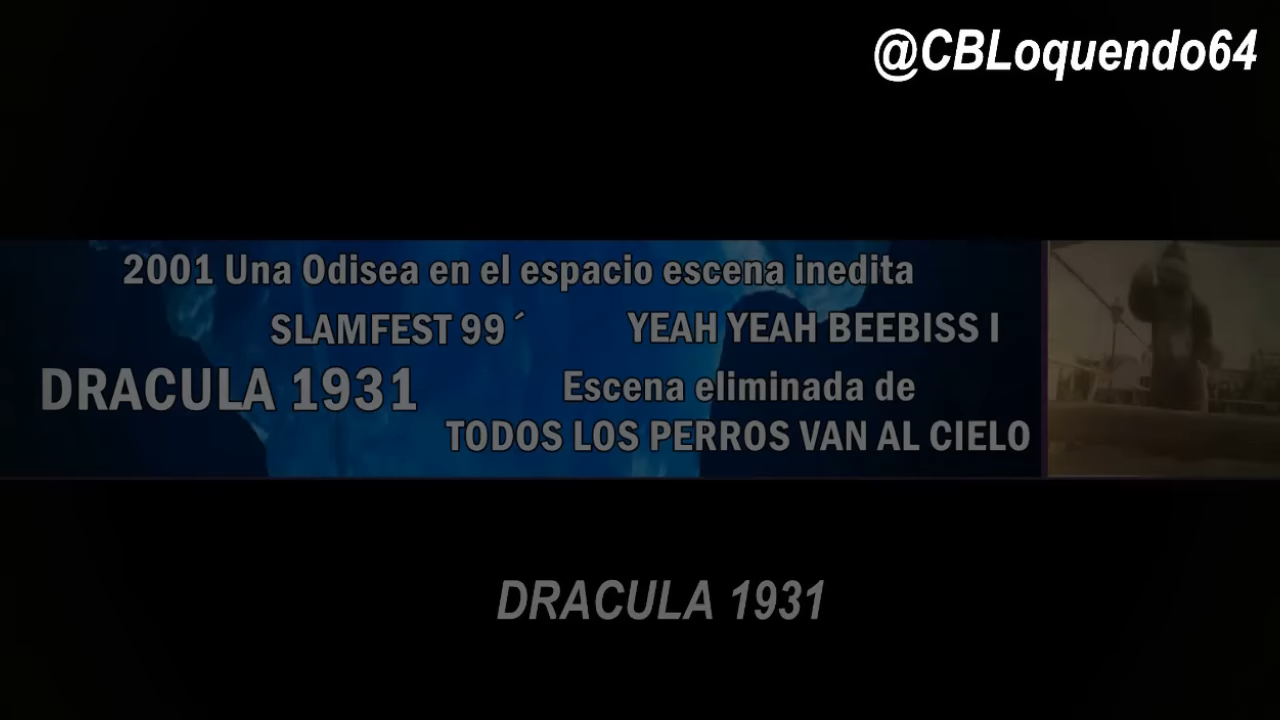 @CBLoquendo64
2001 Una Odisea en el espacio escena inedita
SLAMFEST 99´ YEAH YEAH BEEBISS I
DRACULA 1931
Escena eliminada de
TODOS LOS PERROS VAN AL CIELO
DRACULA 1931